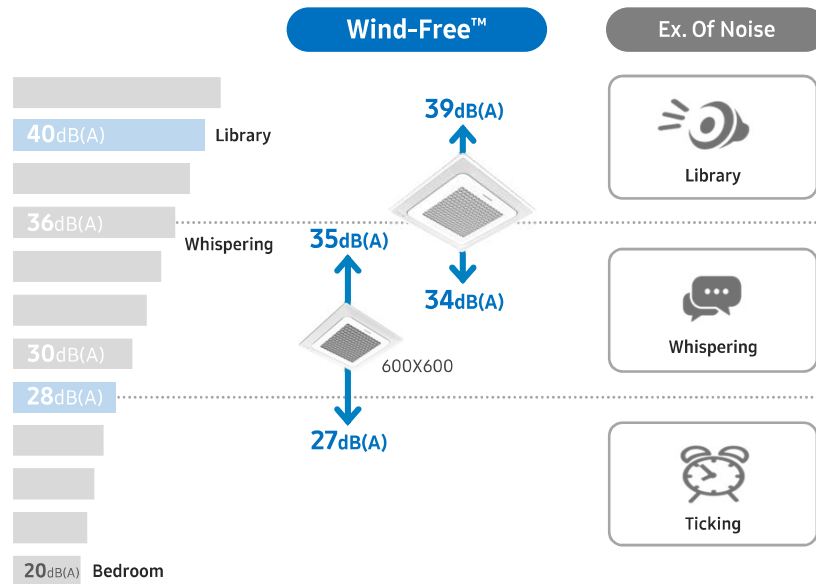 Wind-Free™
Ex. Of Noise
40dB(A)
Library
36dB(A)
Whispering
30dB(A)
28dB(A)
20dB(A)
Bedroom
39dB(A)
34dB(A)
35dB(A)
600X600
27dB(A)
Library
Whispering
Ticking